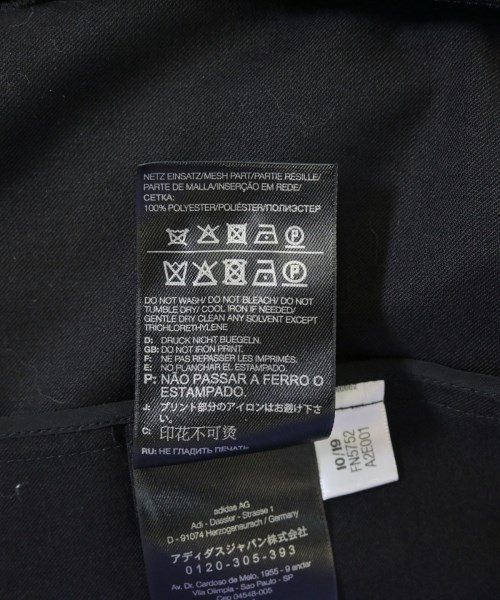 NETZ EINSATZ/MESH PART/PARTIE RÉSILLE/
PARTE DE MALLA/INSERÇÃO EM REDE/
СЕТКА:
100% POLYESTER/POLIÉSTER/ПОЛИЭСТЕР
DO NOT WASH/ DO NOT BLEACH/ DO NOT
TUMBLE DRY/ COOL IRON IF NEEDED/
GENTLE DRY CLEAN ANY SOLVENT EXCEPT
TRICHLORETHYLENE
D: DRUCK NICHT BUEGELN.
GB: DO NOT IRON PRINT.
F: NE PAS REPASSER LES IMPRIMÉS.
E: NO PLANCHAR EL ESTAMPADO.
P: NÃO PASSAR A FERRO O
ESTAMPADO.
J: プリント部分のアイロンはお避け下さ
い。
C: 印花不可烫
RU: НЕ ГЛАДИТЬ ПЕЧАТЬ
10/19
FN5752
A2E001
adidas AG
Adi - Dassler - Strasse 1
D - 91074 Herzogenaurach / Germany
アディダスジャパン株式会社
0120-305-393
Av. Dr. Cardoso de Melo, 1955 - 9 andar
Vila Olimpia - São Paulo - SP
Cep 04548-005